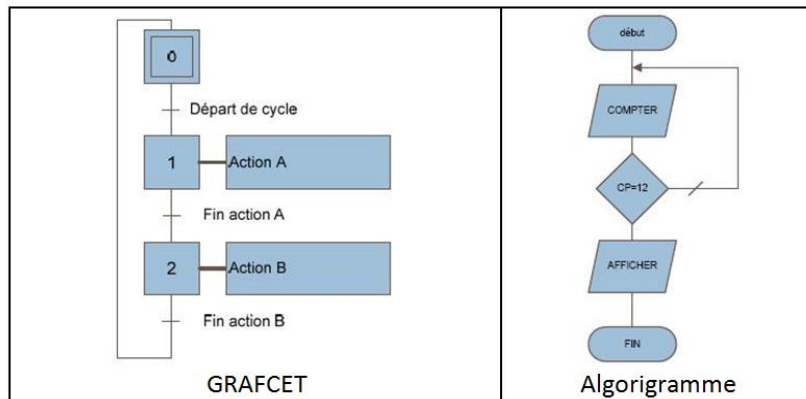 0
Départ de cycle
1
Action A
Fin action A
2
Action B
Fin action B
GRAFCET
début
COMPTER
CP=12
AFFICHER
FIN
Algorigramme